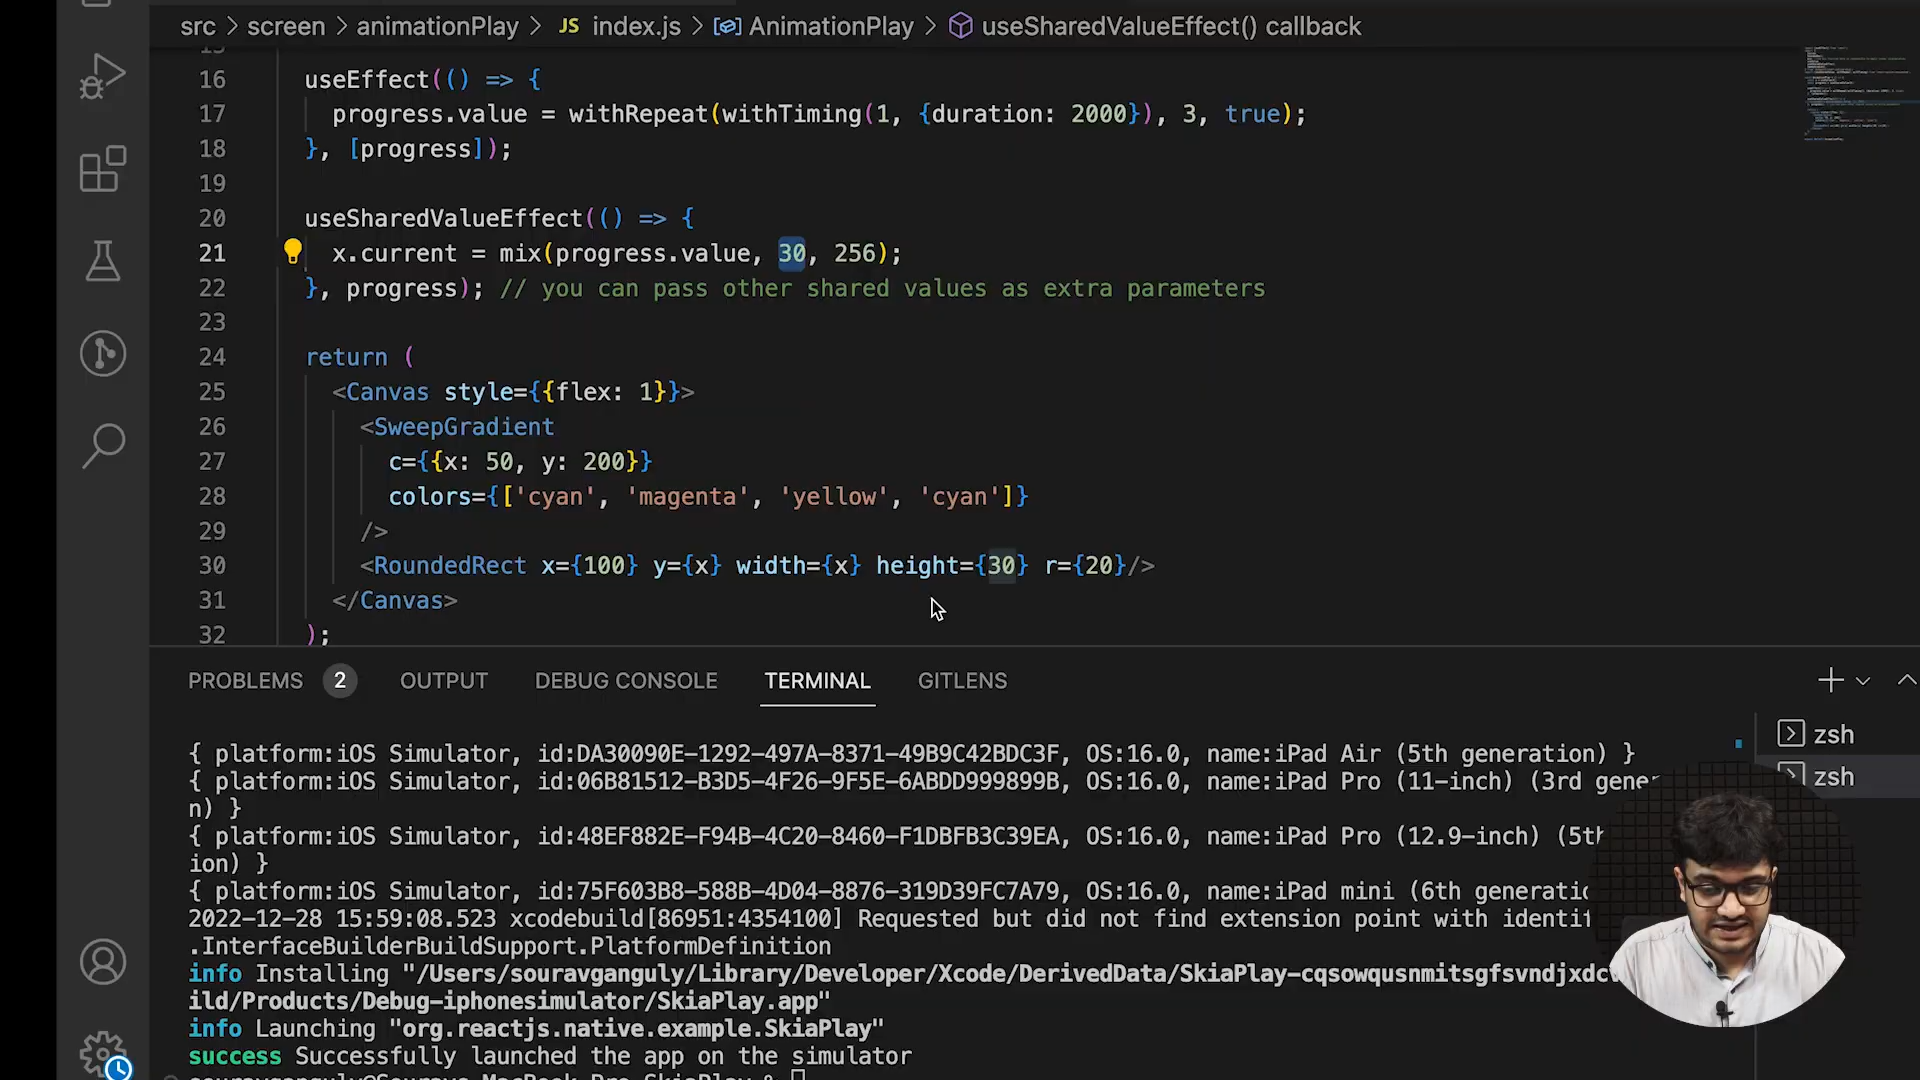 src > screen > animationPlay > JS index.js > AnimationPlay > useSharedValueEffect() callback
15
16 useEffect(() => {
17 progress.value = withRepeat(withTiming(1, {duration: 2000}), 3, true);
18 }, [progress]);
19
20 useSharedValueEffect(() => {
21 x.current = mix(progress.value, 30, 256);
22 }, progress); // you can pass other shared values as extra parameters
23
24 return (
25 <Canvas style={{flex: 1}}>
26 <SweepGradient
27 c={{x: 50, y: 200}}
28 colors={['cyan', 'magenta', 'yellow', 'cyan']}
29 />
30 <RoundedRect x={100} y={x} width={x} height={30} r={20}/>
31 </Canvas>
32 );
PROBLEMS 2 OUTPUT DEBUG CONSOLE TERMINAL GITLENS
zsh
zsh
{ platform:iOS Simulator, id:DA30090E-1292-497A-8371-49B9C42BDC3F, OS:16.0, name:iPad Air (5th generation) }
{ platform:iOS Simulator, id:06B81512-B3D5-4F26-9F5E-6ABDD999899B, OS:16.0, name:iPad Pro (11-inch) (3rd gene
n) }
{ platform:iOS Simulator, id:48EF882E-F94B-4C20-8460-F1DBFB3C39EA, OS:16.0, name:iPad Pro (12.9-inch) (5th
ion) }
{ platform:iOS Simulator, id:75F603B8-588B-4D04-8876-319D39FC7A79, OS:16.0, name:iPad mini (6th generatio
2022-12-28 15:59:08.523 xcodebuild[86951:4354100] Requested but did not find extension point with identif
.InterfaceBuilderBuildSupport.PlatformDefinition
info Installing "/Users/souravganguly/Library/Developer/Xcode/DerivedData/SkiaPlay-cqsowqusnmitsgfsvndjxdc
ild/Products/Debug-iphonesimulator/SkiaPlay.app"
info Launching "org.reactjs.native.example.SkiaPlay"
success Successfully launched the app on the simulator
souravganguly@Souravs-MacBook-Pro SkiaPlay %